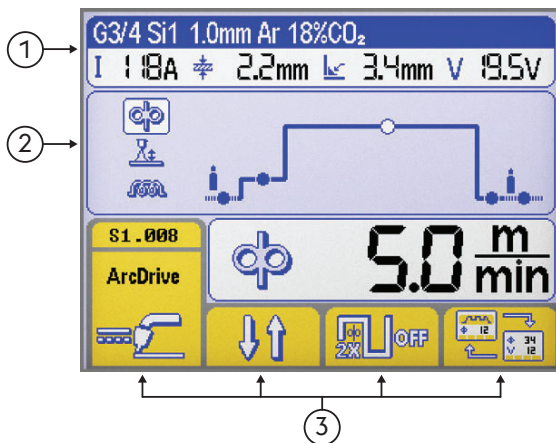 G3/4 Si1 1.0mm Ar 18%CO₂
I 118A 2.2mm 3.4mm V 19.5V
1
2
S1.008
ArcDrive
5.0 m/min
2X OFF
Φ 12
Φ 34
V 12
3